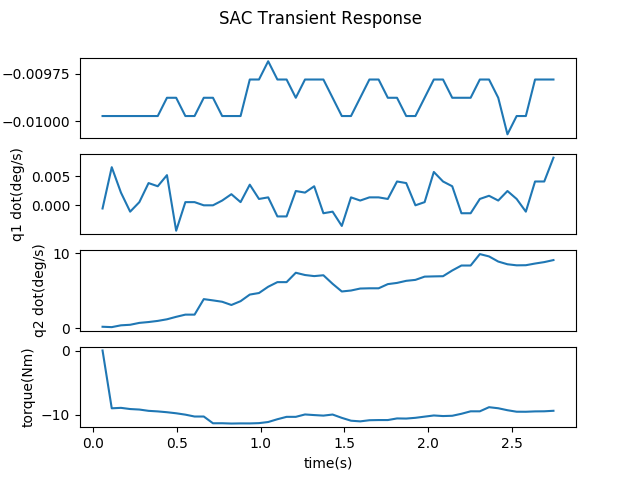 SAC Transient Response
−0.00975
−0.01000
q1 dot(deg/s)
0.005
0.000
q2 dot(deg/s)
10
0
torque(Nm)
0
−10
0.0 0.5 1.0 1.5 2.0 2.5
time(s)